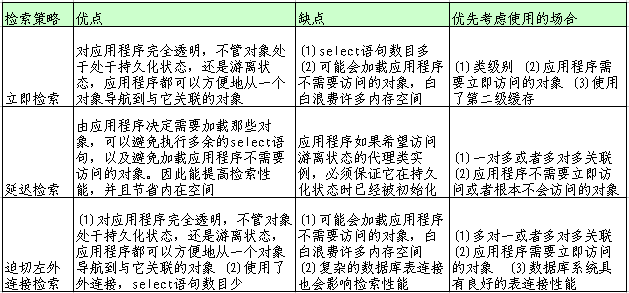 检索策略 优点 缺点 优先考虑使用的场合
立即检索
对应用程序完全透明，不管对象处
于处于持久化状态，还是游离状
态，应用程序都可以方便地从一个
对象导航到与它关联的对象
(1)select语句数目多
(2)可能会加载应用程序
不需要访问的对象，白
白浪费许多内存空间
(1)类级别 (2)应用程序需
要立即访问的对象 (3)使用
了第二级缓存
延迟检索
由应用程序决定需要加载那些对
象，可以避免执行多余的select语
句，以及避免加载应用程序不需要
访问的对象。因此能提高检索性
能，并且节省内在空间
应用程序如果希望访问
游离状态的代理类实
例，必须保证它在持久
化状态时已经被初始化
(1)一对多或者多对多关联
(2)应用程序不需要立即访
问或者根本不会访问的对象
迫切左外
连接检索
(1)对应用程序完全透明，不管对象
处于持久化状态，还是游离状态，
应用程序都可以方便地从一个对象
导航到与它关联的对象 (2)使用了
外连接，select语句数目少
(1)可能会加载应用程序
不需要访问的对象，白
白浪费许多内存空间
(2)复杂的数据库表连接
也会影响检索性能
(1)多对一或者多对多关联
(2)应用程序需要立即访问
的对象 (3)数据库系统具
有良好的表连接性能